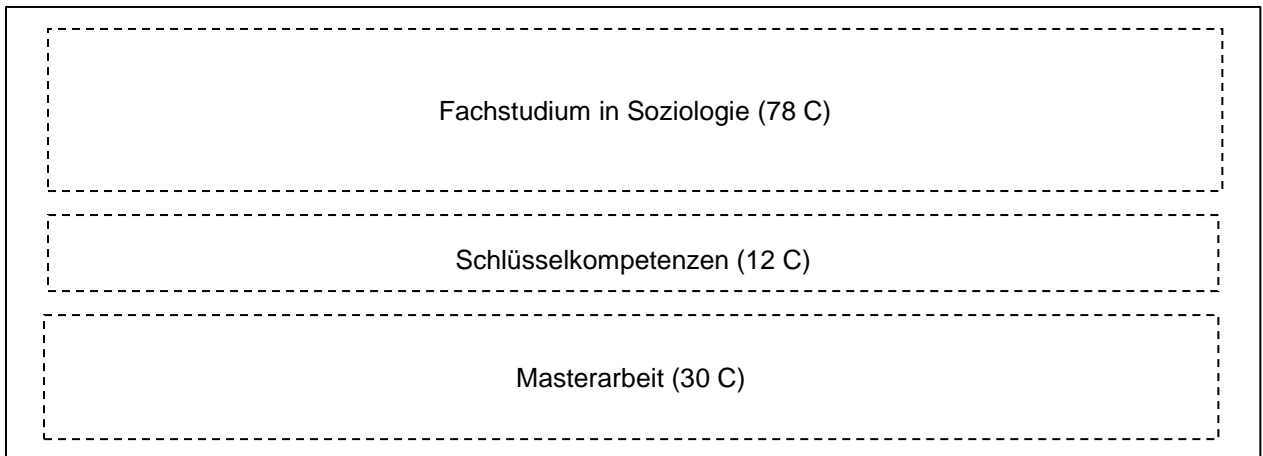 Fachstudium in Soziologie (78 C)
Schlüsselkompetenzen (12 C)
Masterarbeit (30 C)